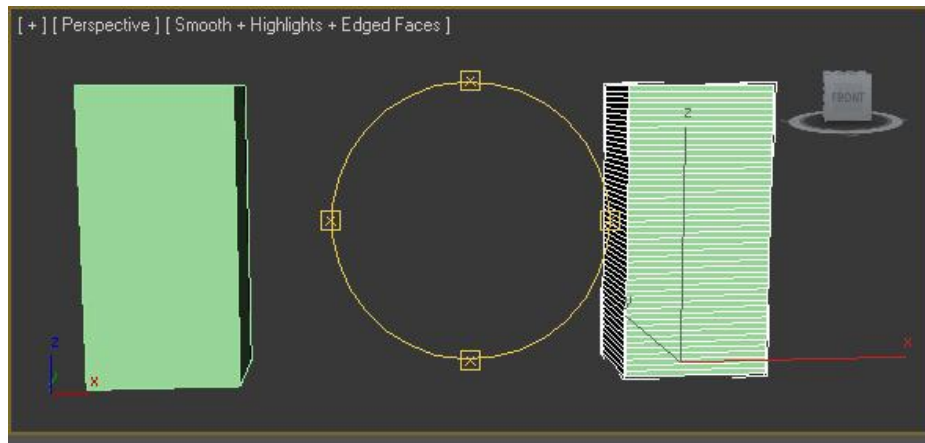 [ + ] [ Perspective ] [ Smooth + Highlights + Edged Faces ]
FRONT
z
x
z
x